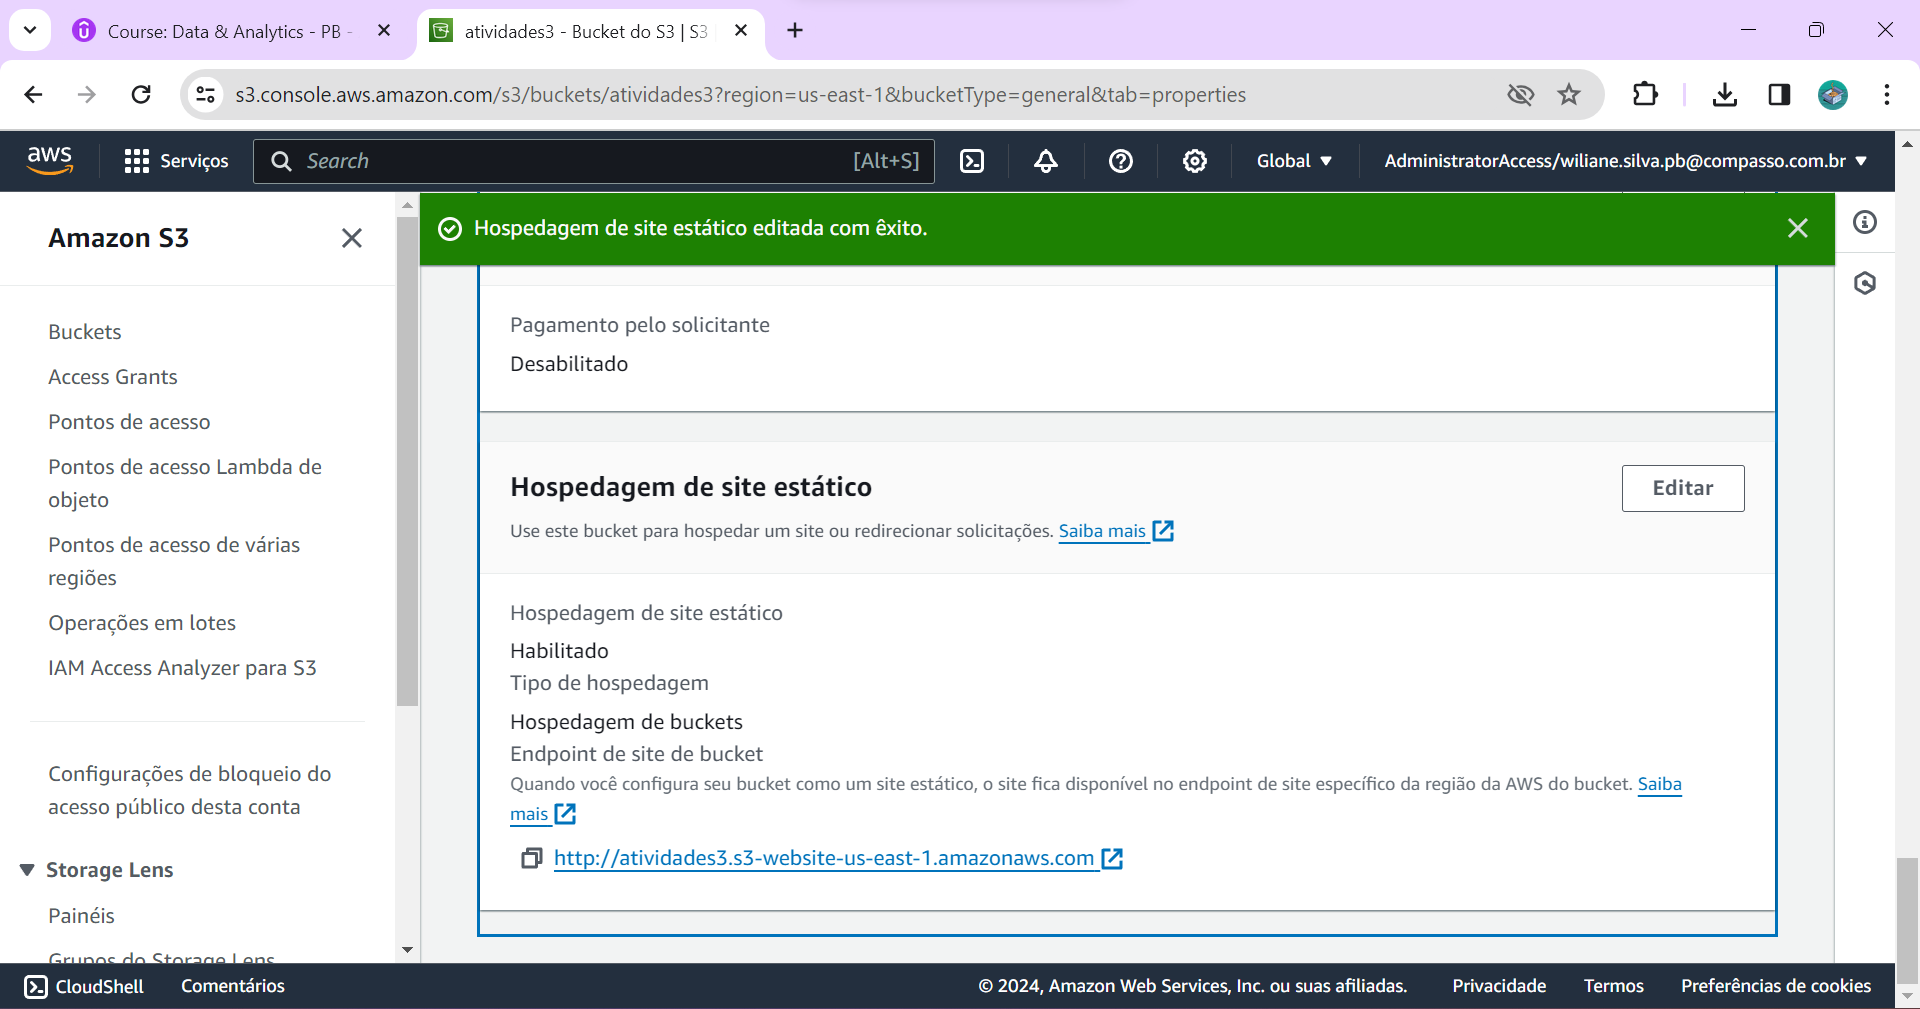 Course: Data & Analytics - PB -
atividades3 - Bucket do S3 | S3
s3.console.aws.amazon.com/s3/buckets/atividades3?region=us-east-1&bucketType=general&tab=properties
aws
Serviços
Search
[Alt+S]
Global
AdministratorAccess/wiliane.silva.pb@compasso.com.br
Amazon S3
Buckets
Access Grants
Pontos de acesso
Pontos de acesso Lambda de
objeto
Pontos de acesso de várias
regiões
Operações em lotes
IAM Access Analyzer para S3
Configurações de bloqueio do
acesso público desta conta
Storage Lens
Painéis
Grupos do Storage Lens
Hospedagem de site estático editada com êxito.
Pagamento pelo solicitante
Desabilitado
Hospedagem de site estático
Editar
Use este bucket para hospedar um site ou redirecionar solicitações. Saiba mais
Hospedagem de site estático
Habilitado
Tipo de hospedagem
Hospedagem de buckets
Endpoint de site de bucket
Quando você configura seu bucket como um site estático, o site fica disponível no endpoint de site específico da região da AWS do bucket. Saiba
mais
http://atividades3.s3-website-us-east-1.amazonaws.com
CloudShell
Comentários
© 2024, Amazon Web Services, Inc. ou suas afiliadas.
Privacidade
Termos
Preferências de cookies